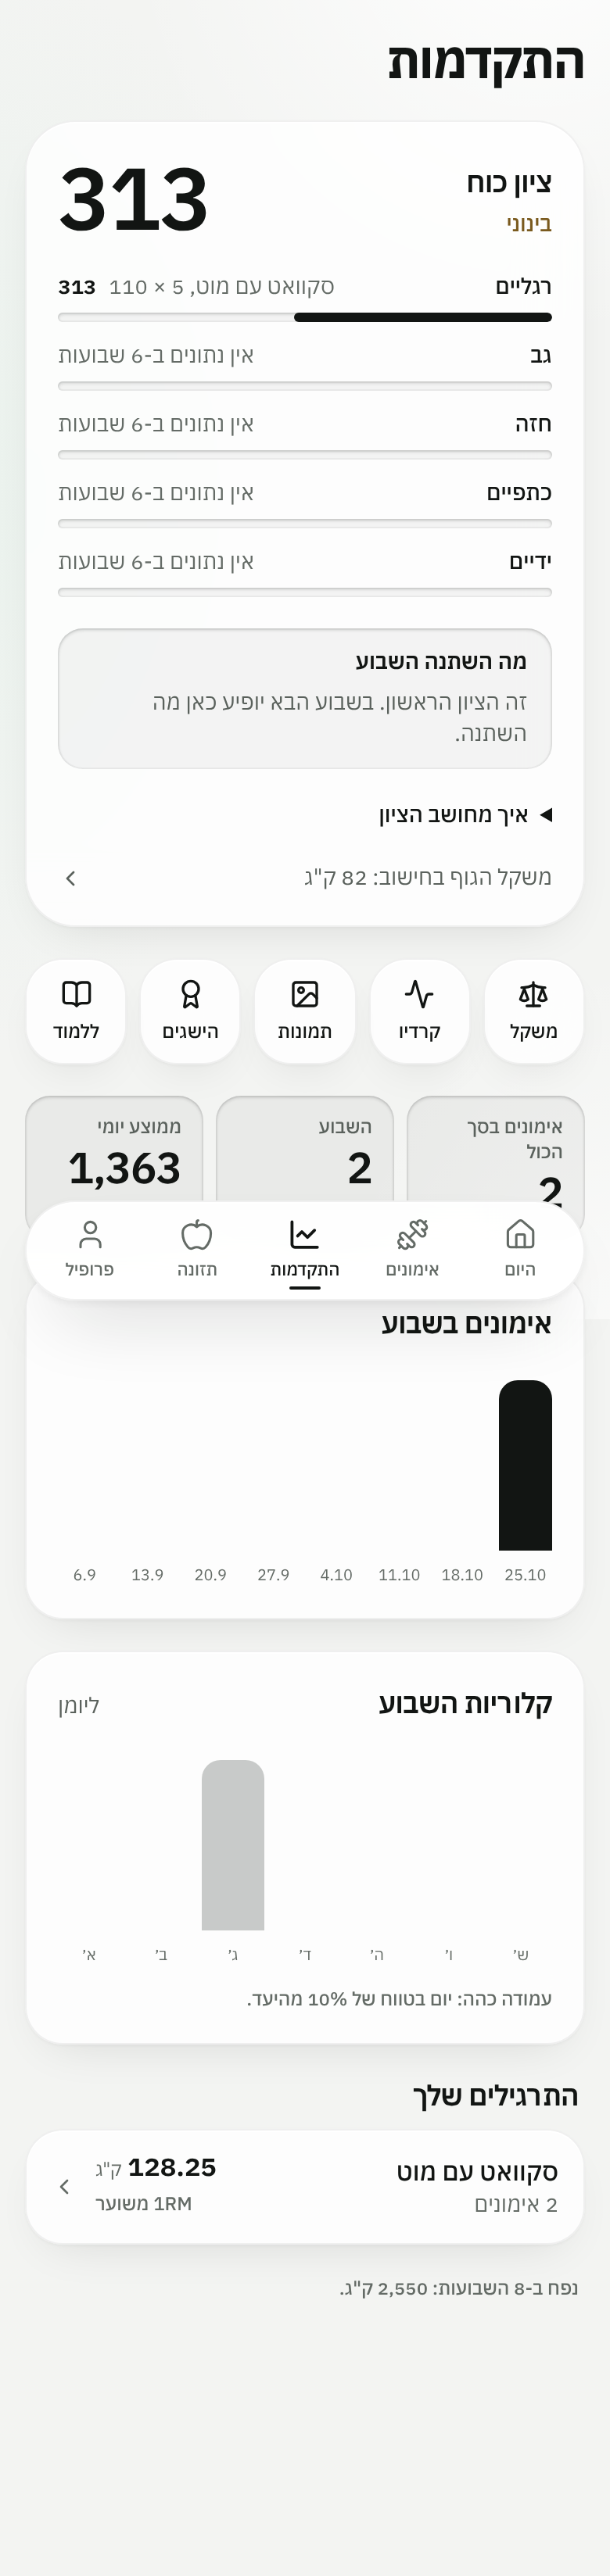 התקדמות
ציון כוח
313
בינוני
רגליים סקוואט עם מוט, 5 × 110 313
גב אין נתונים ב-6 שבועות
חזה אין נתונים ב-6 שבועות
כתפיים אין נתונים ב-6 שבועות
ידיים אין נתונים ב-6 שבועות
מה השתנה השבוע
זה הציון הראשון. בשבוע הבא יופיע כאן מה
השתנה.
איך מחושב הציון
משקל הגוף בחישוב: 82 ק"ג
משקל קרדיו תמונות הישגים ללמוד
אימונים בסך
הכול
2
השבוע
2
ממוצע יומי
1,363
היום אימונים התקדמות תזונה פרופיל
אימונים בשבוע
25.10 18.10 11.10 4.10 27.9 20.9 13.9 6.9
קלוריות השבוע ליומן
ש׳ ו׳ ה׳ ד׳ ג׳ ב׳ א׳
עמודה כהה: יום בטווח של 10% מהיעד.
התרגילים שלך
סקוואט עם מוט
2 אימונים
128.25 ק"ג
1RM משוער
נפח ב-8 השבועות: 2,550 ק"ג.